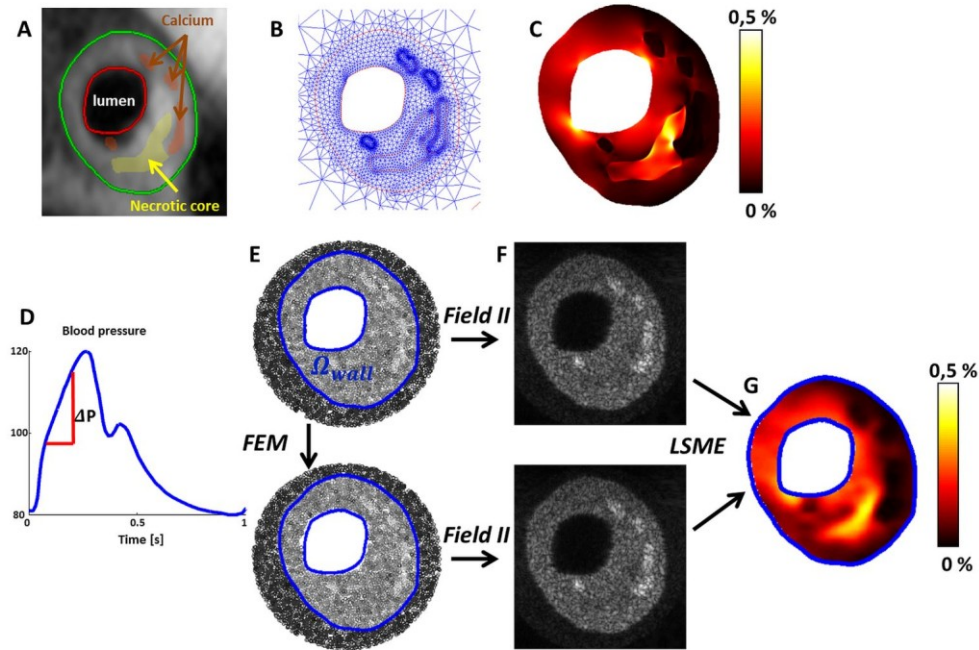 A
Calcium
lumen
Necrotic core
B
C
0,5 %
0 %
D
Blood pressure
120
100
80
ΔP
0
0.5
1
Time [s]
E
Ω_wall
FEM
Field II
Field II
F
LSME
G
0,5 %
0 %